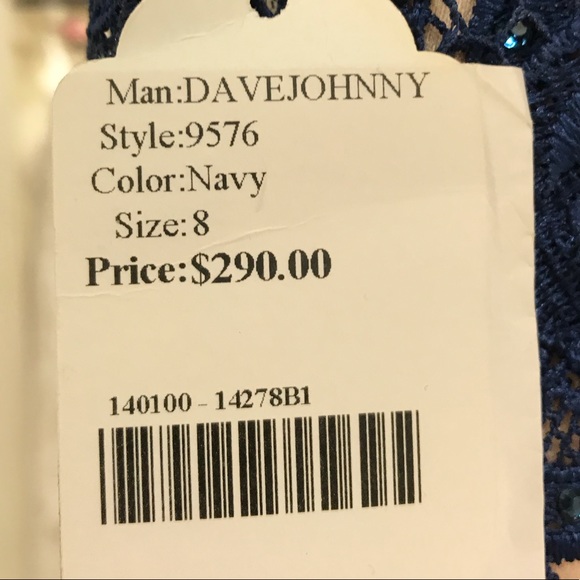 Man:DAVEJOHNNY
Style:9576
Color:Navy
Size:8
Price:$290.00
140100 - 14278B1